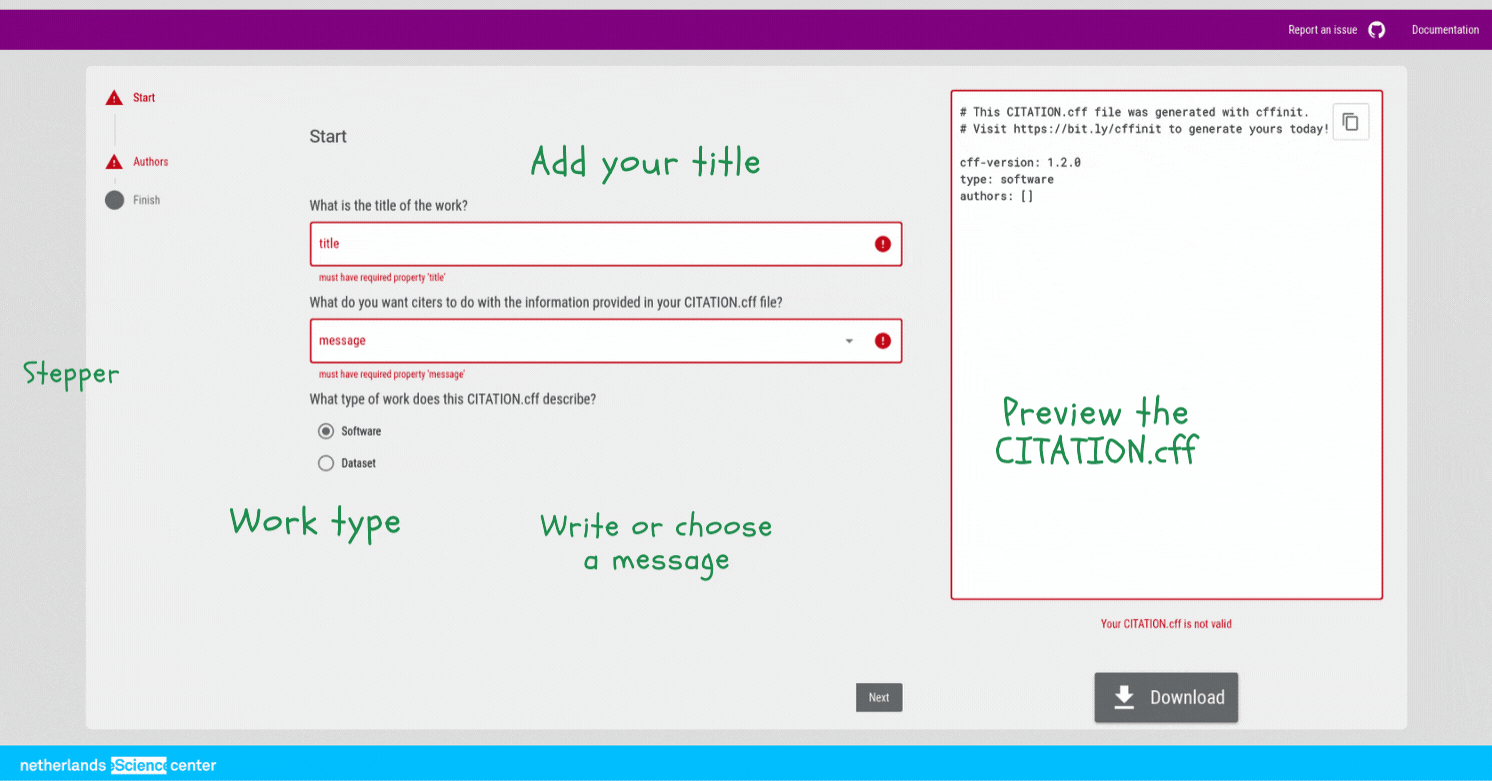 Report an issue
Documentation
Start
Authors
Finish
Start
Add your title
What is the title of the work?
title
must have required property 'title'
What do you want citers to do with the information provided in your CITATION.cff file?
message
must have required property 'message'
What type of work does this CITATION.cff describe?
Software
Dataset
Stepper
Work type
Write or choose
a message
Next
# This CITATION.cff file was generated with cffinit.
# Visit https://bit.ly/cffinit to generate yours today!
cff-version: 1.2.0
type: software
authors: []
Preview the
CITATION.cff
Your CITATION.cff is not valid
Download
netherlands eScience center